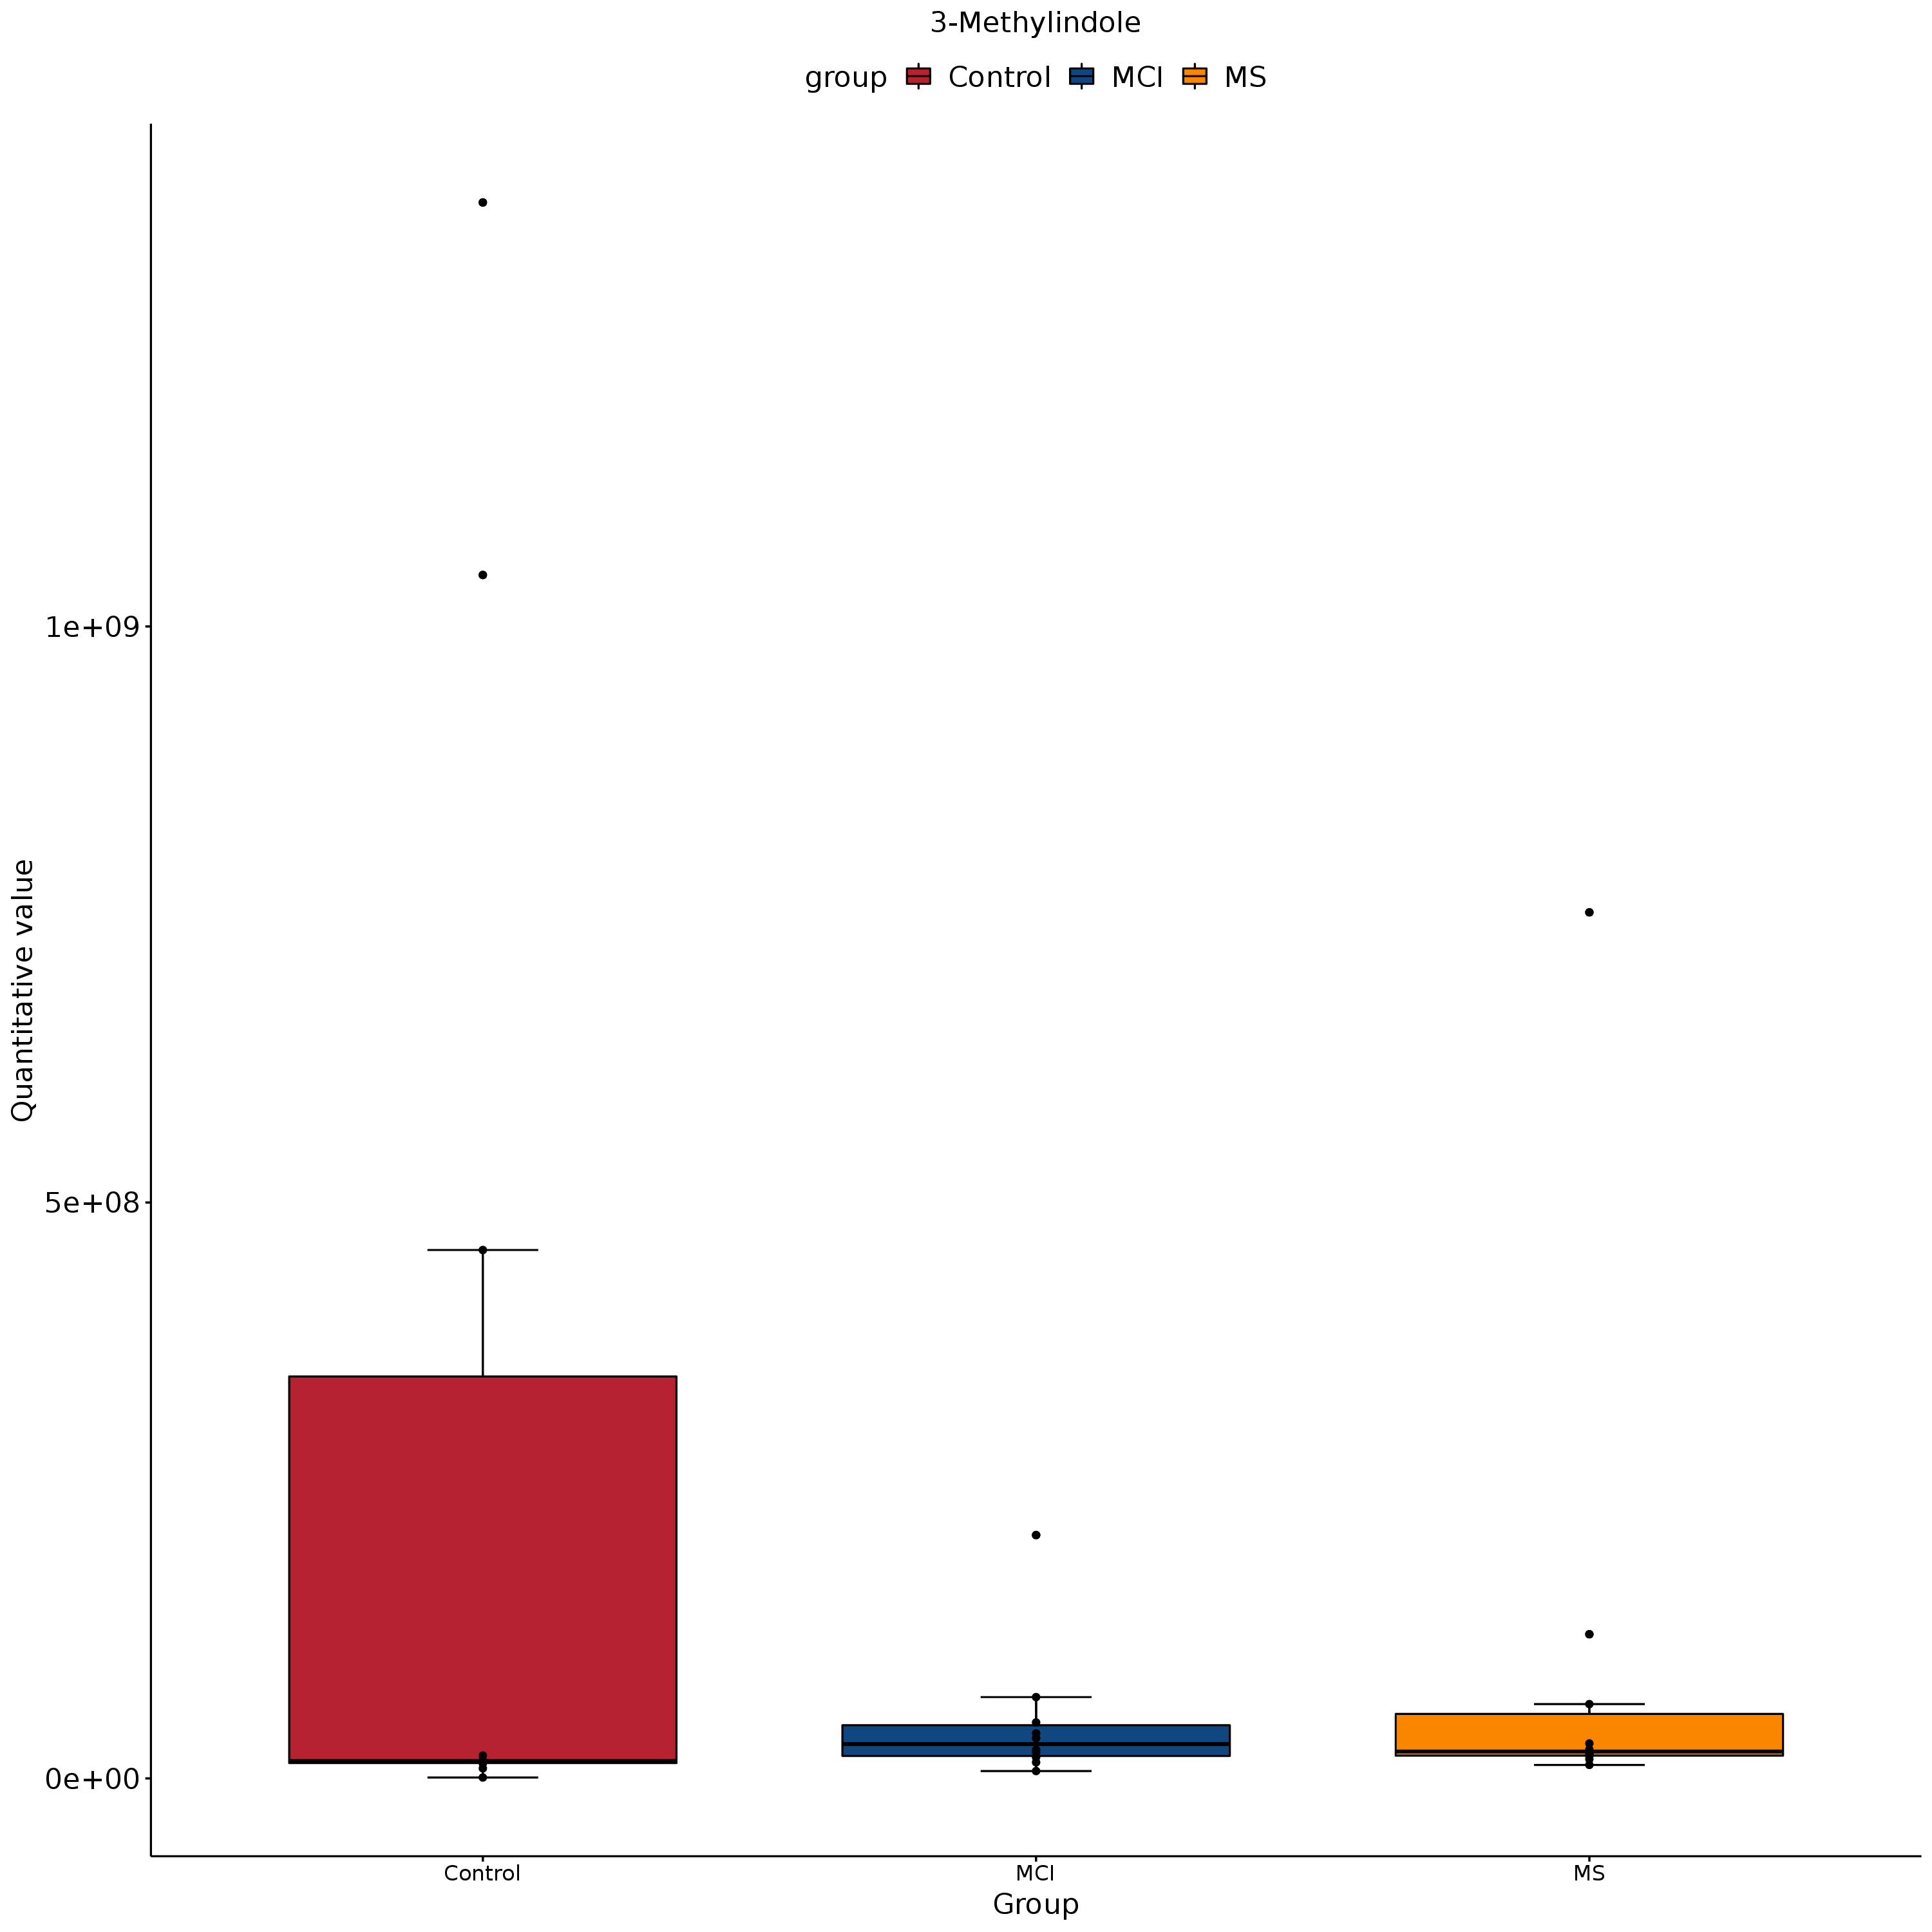 3-Methylindole
group Control MCI MS
Quantitative value
1e+09
5e+08
0e+00
Control MCI MS
Group